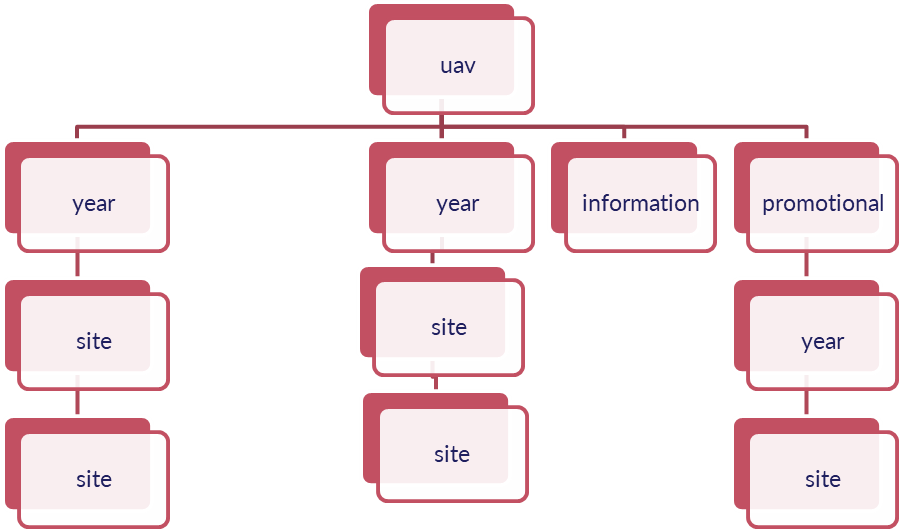 uav
year
year
information
promotional
site
site
year
site
site
site